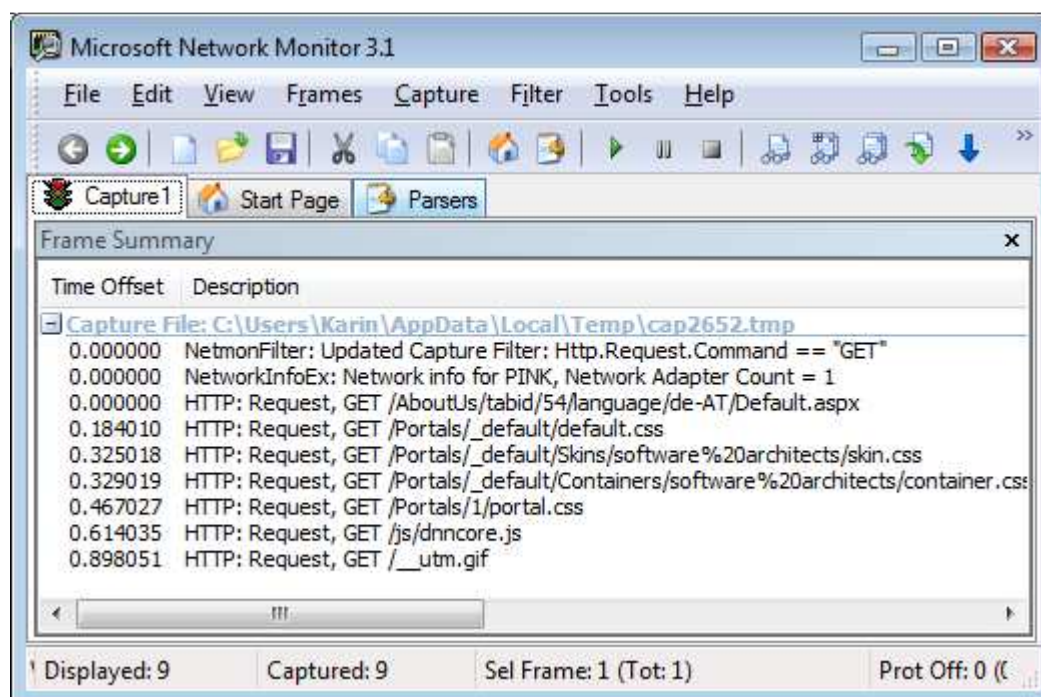 Microsoft Network Monitor 3.1
File Edit View Frames Capture Filter Tools Help
Capture1 Start Page Parsers
Frame Summary
Time Offset Description
Capture File: C:\Users\Karin\AppData\Local\Temp\cap2652.tmp
0.000000 NetmonFilter: Updated Capture Filter: Http.Request.Command == "GET"
0.000000 NetworkInfoEx: Network info for PINK, Network Adapter Count = 1
0.000000 HTTP: Request, GET /AboutUs/tabid/54/language/de-AT/Default.aspx
0.184010 HTTP: Request, GET /Portals/_default/default.css
0.325018 HTTP: Request, GET /Portals/_default/Skins/software%20architects/skin.css
0.329019 HTTP: Request, GET /Portals/_default/Containers/software%20architects/container.css
0.467027 HTTP: Request, GET /Portals/1/portal.css
0.614035 HTTP: Request, GET /js/dnncore.js
0.898051 HTTP: Request, GET /__utm.gif
Displayed: 9 Captured: 9 Sel Frame: 1 (Tot: 1) Prot Off: 0